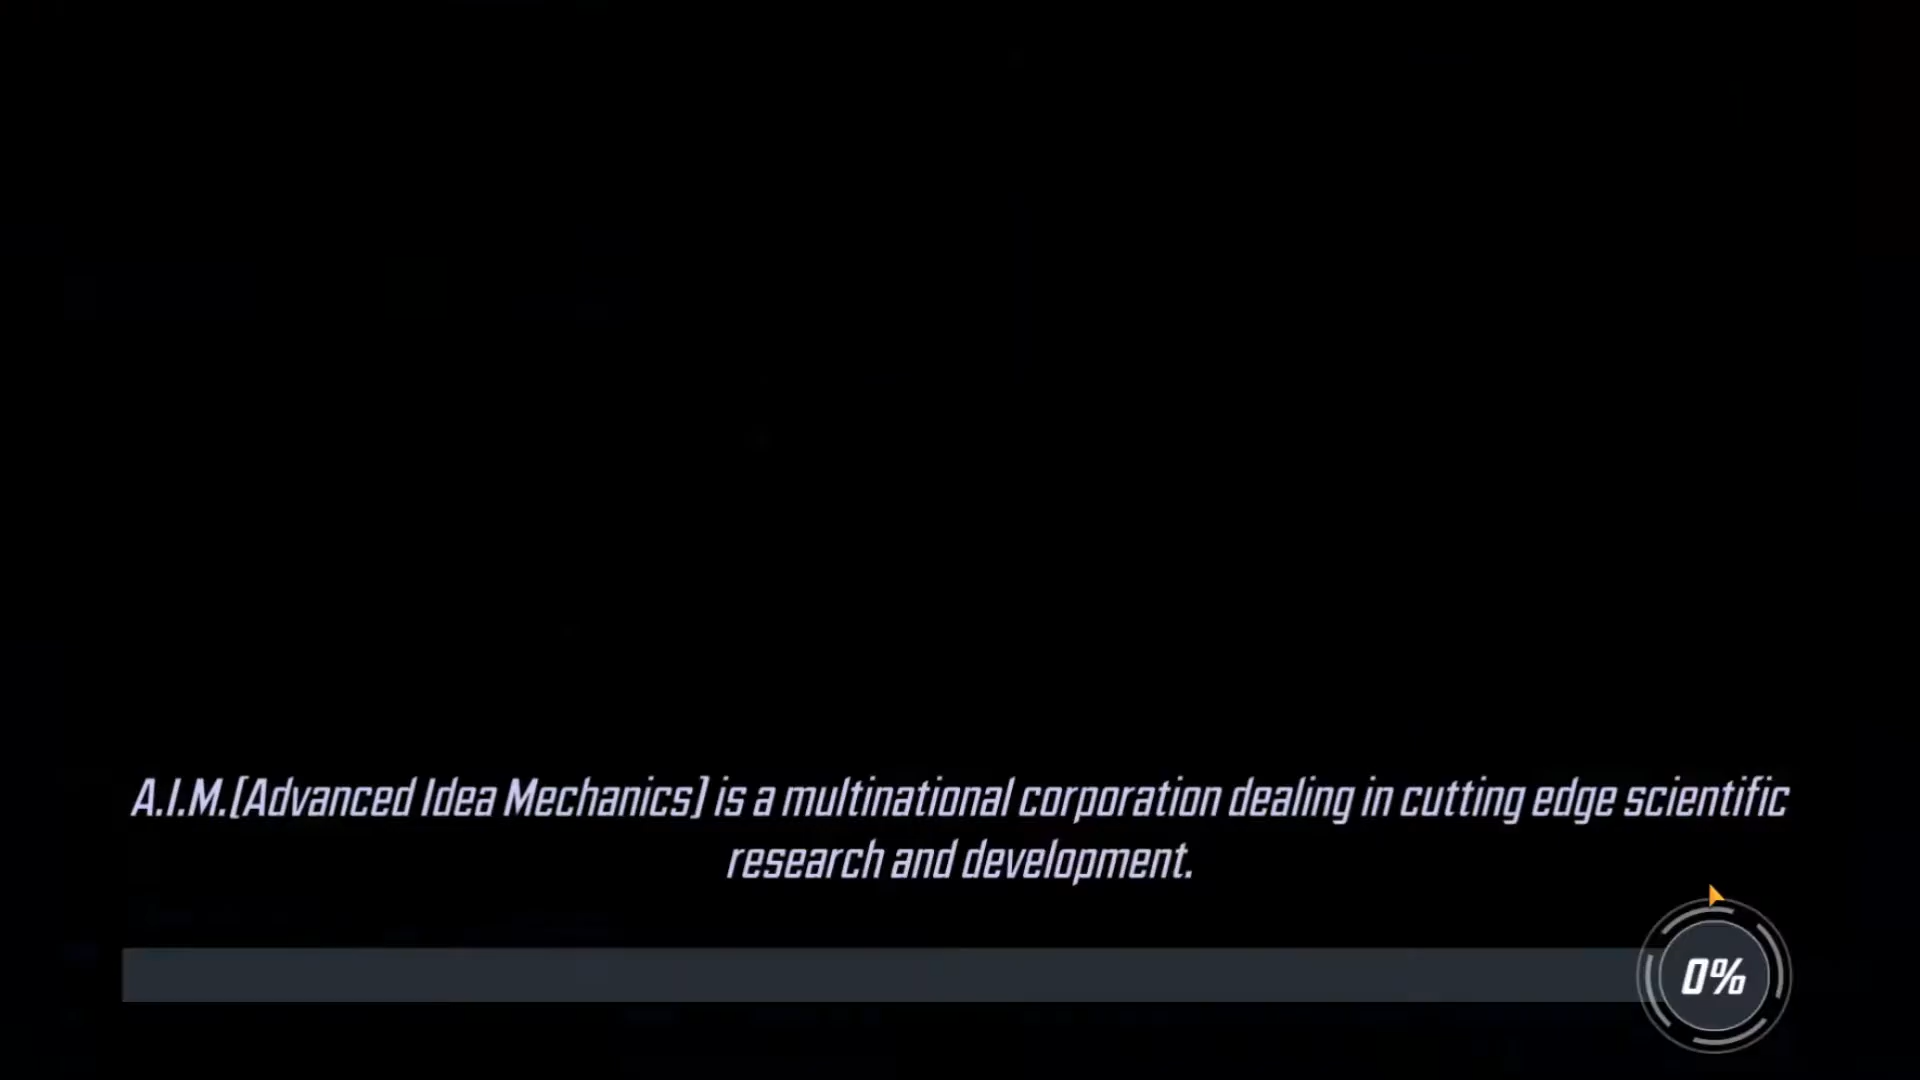 A.I.M.(Advanced Idea Mechanics) is a multinational corporation dealing in cutting edge scientific
research and development.
0%